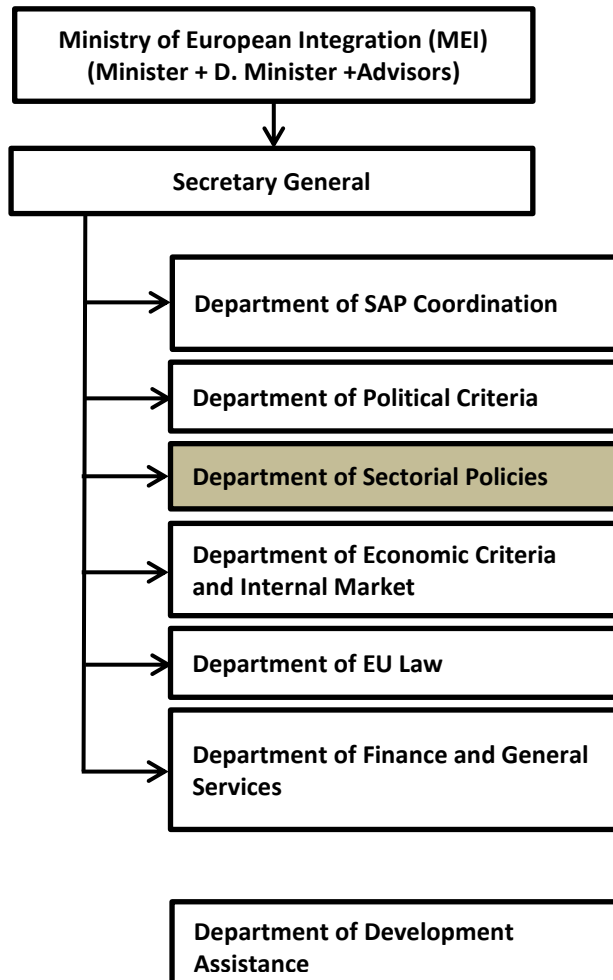 Ministry of European Integration (MEI)
(Minister + D. Minister +Advisors)
Secretary General
Department of SAP Coordination
Department of Political Criteria
Department of Sectorial Policies
Department of Economic Criteria
and Internal Market
Department of EU Law
Department of Finance and General
Services
Department of Development
Assistance